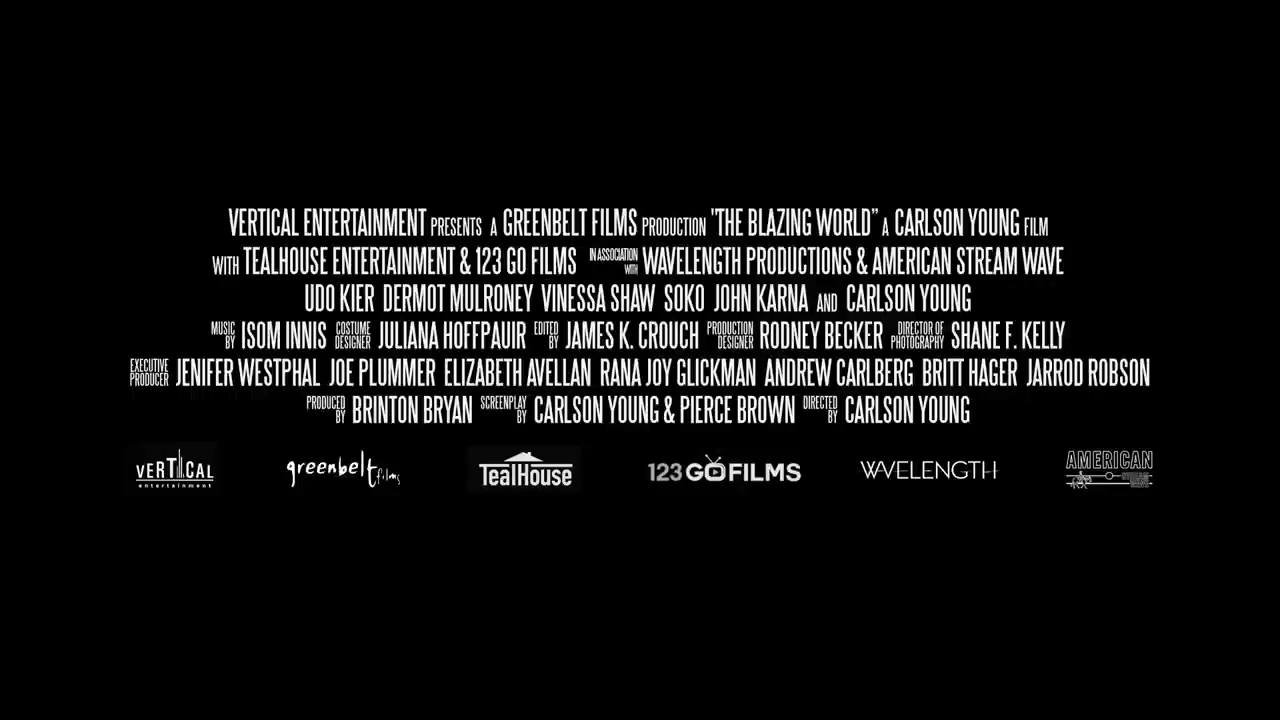 VERTICAL ENTERTAINMENT PRESENTS A GREENBELT FILMS PRODUCTION "THE BLAZING WORLD” A CARLSON YOUNG FILM
WITH TEALHOUSE ENTERTAINMENT & 123 GO FILMS IN ASSOCIATION WITH WAVELENGTH PRODUCTIONS & AMERICAN STREAM WAVE
UDO KIER DERMOT MULRONEY VINESSA SHAW SOKO JOHN KARNA AND CARLSON YOUNG
MUSIC BY ISOM INNIS COSTUME DESIGNER JULIANA HOFFPAUIR EDITED BY JAMES K. CROUCH PRODUCTION DESIGNER RODNEY BECKER DIRECTOR OF PHOTOGRAPHY SHANE F. KELLY
EXECUTIVE PRODUCER JENIFER WESTPHAL JOE PLUMMER ELIZABETH AVELLAN RANA JOY GLICKMAN ANDREW CARLBERG BRITT HAGER JARROD ROBSON
PRODUCED BY BRINTON BRYAN SCREENPLAY BY CARLSON YOUNG & PIERCE BROWN DIRECTED BY CARLSON YOUNG
VERTICAL entertainment greenbelt films TEALHOUSE 123 GO FILMS WAVELENGTH AMERICAN